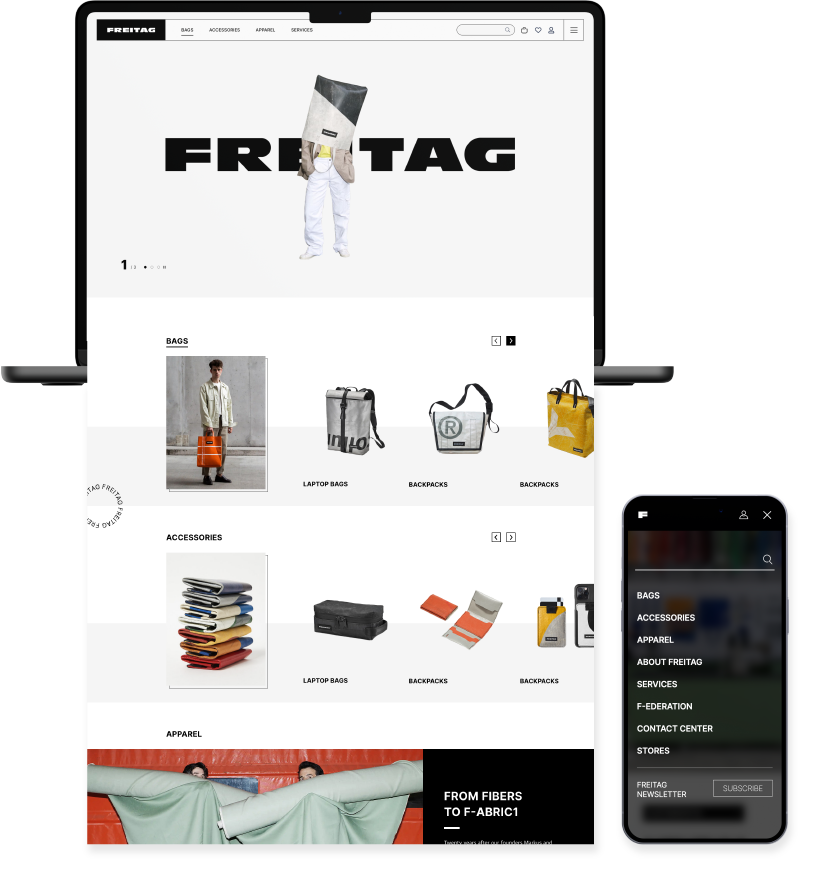 FREITAG
BAGS
ACCESSORIES
APPAREL
SERVICES
FREITAG
1
BAGS
LAPTOP BAGS
BACKPACKS
BACKPACKS
FREITAG FREITAG FREITAG
ACCESSORIES
LAPTOP BAGS
BACKPACKS
BACKPACKS
APPAREL
FROM FIBERS
TO F-ABRIC1
Twenty years after our founders Markus and
F
BAGS
ACCESSORIES
APPAREL
ABOUT FREITAG
SERVICES
F-EDERATION
CONTACT CENTER
STORES
FREITAG
NEWSLETTER
SUBSCRIBE